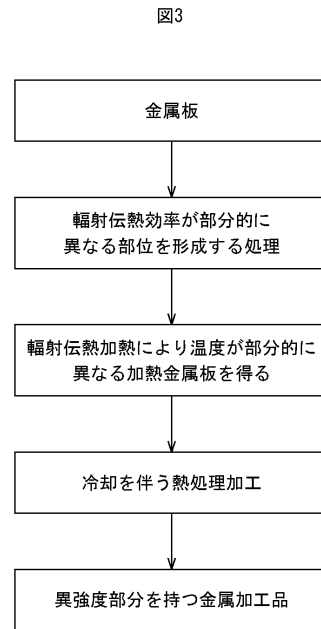 図3
金属板
輻射伝熱効率が部分的に
異なる部位を形成する処理
輻射伝熱加熱により温度が部分的に
異なる加熱金属板を得る
冷却を伴う熱処理加工
異強度部分を持つ金属加工品